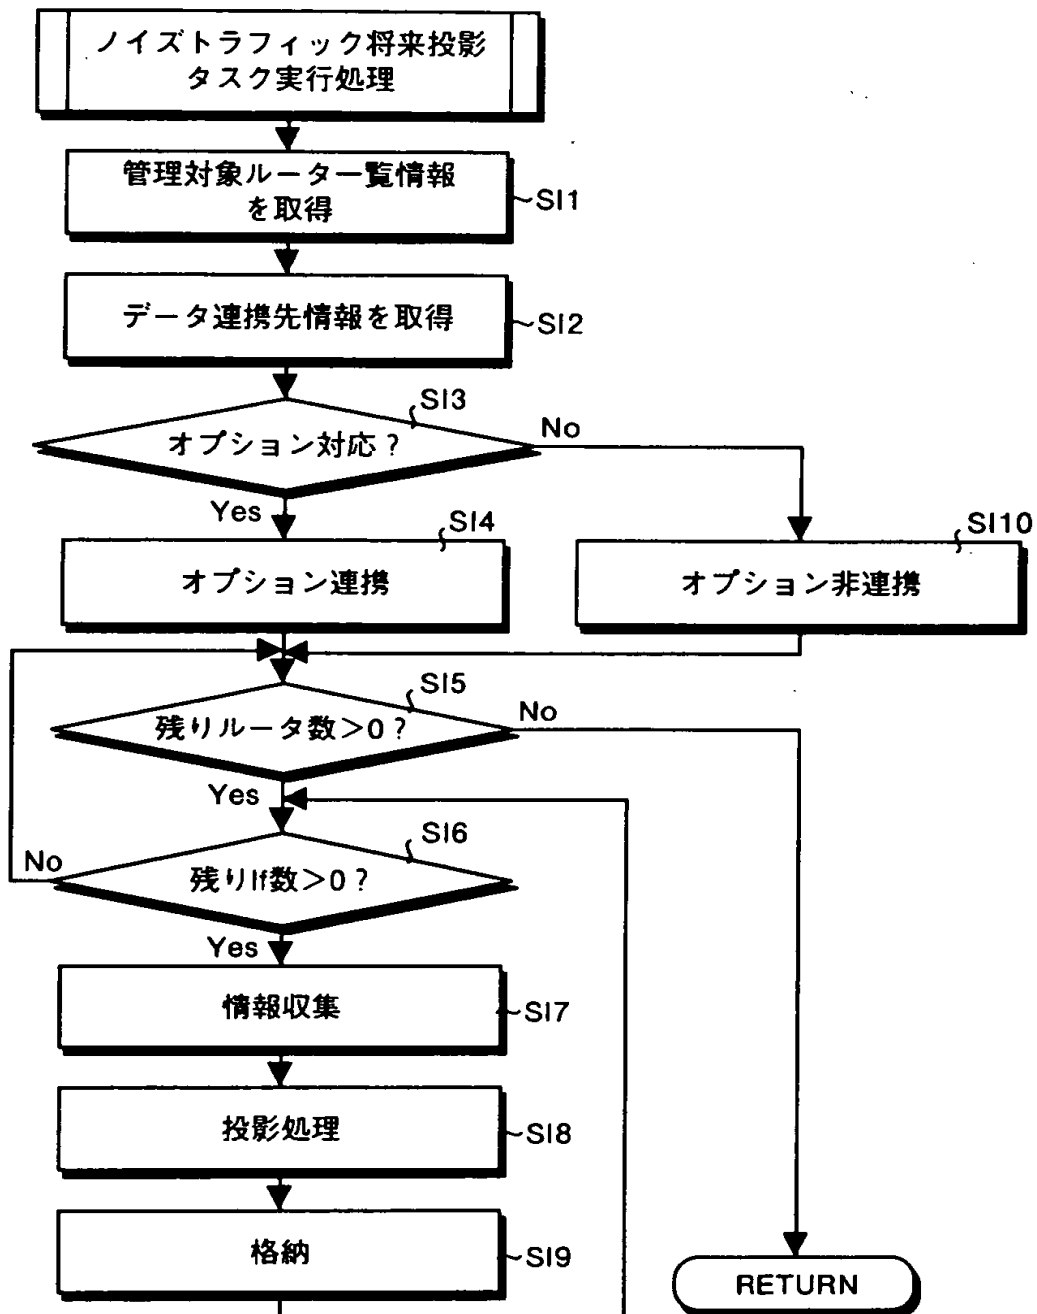 ノイズトラフィック将来投影
タスク実行処理
管理対象ルーター覧情報
を取得
SI1
データ連携先情報を取得
SI2
SI3
オプション対応?
No
Yes
SI4
オプション連携
SI10
オプション非連携
SI5
残りルータ数>0?
No
Yes
SI6
残りIf数>0?
No
Yes
情報収集
SI7
投影処理
SI8
格納
SI9
RETURN